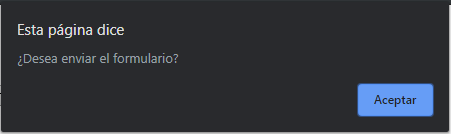 Esta página dice
¿Desea enviar el formulario?
Aceptar